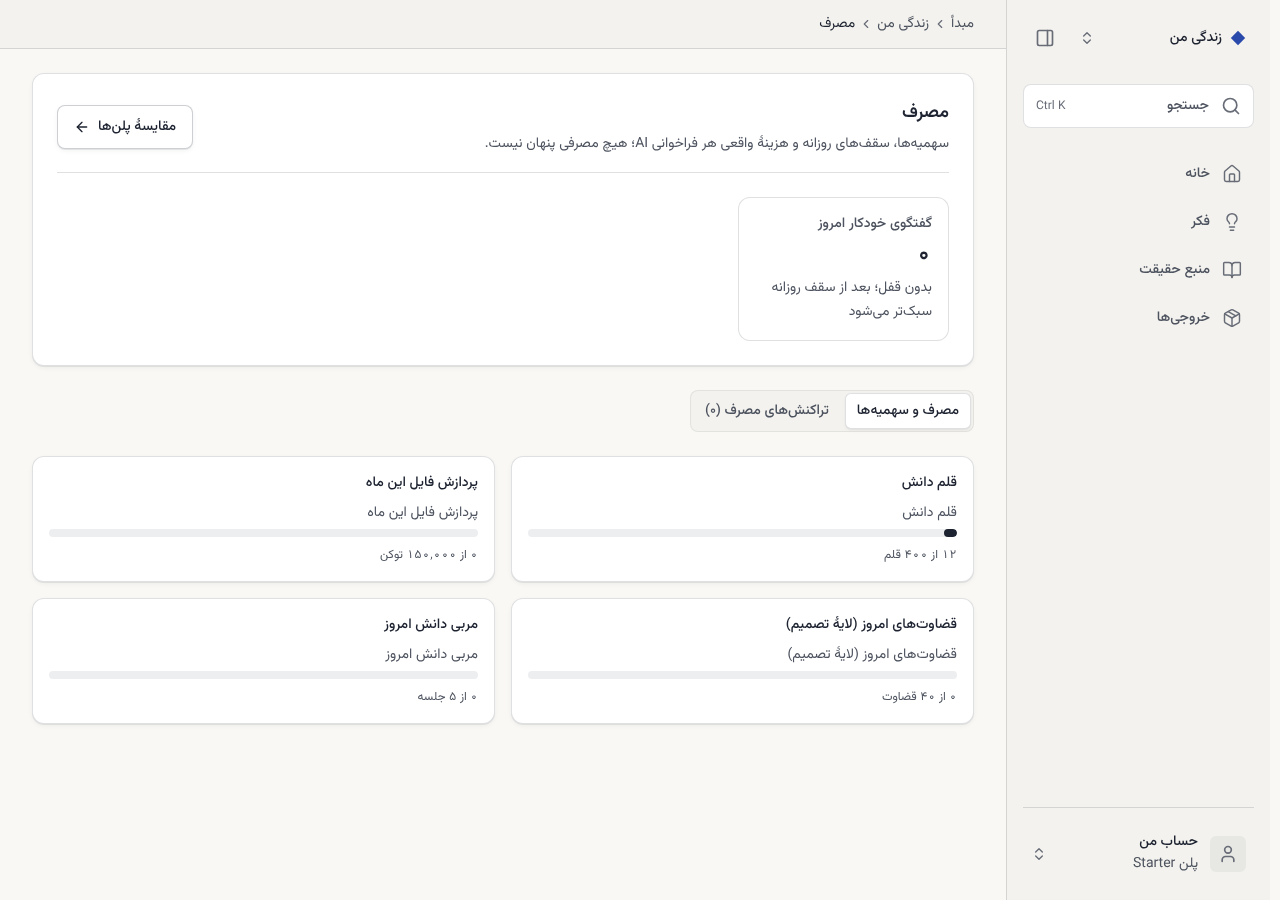 زندگی من
جستجو
Ctrl K
خانه
فکر
منبع حقیقت
خروجی‌ها
حساب من
پلن Starter
مبدأ › زندگی من › مصرف
مصرف
سهمیه‌ها، سقف‌های روزانه و هزینهٔ واقعی هر فراخوانی AI؛ هیچ مصرفی پنهان نیست.
مقایسهٔ پلن‌ها
گفتگوی خودکار امروز
۰
بدون قفل؛ بعد از سقف روزانه
سبک‌تر می‌شود
مصرف و سهمیه‌ها
تراکنش‌های مصرف (۰)
قلم دانش
قلم دانش
۱۲ از ۴۰۰ قلم
پردازش فایل این ماه
پردازش فایل این ماه
۰ از ۱۵۰,۰۰۰ توکن
قضاوت‌های امروز (لایهٔ تصمیم)
قضاوت‌های امروز (لایهٔ تصمیم)
۰ از ۴۰ قضاوت
مربی دانش امروز
مربی دانش امروز
۰ از ۵ جلسه